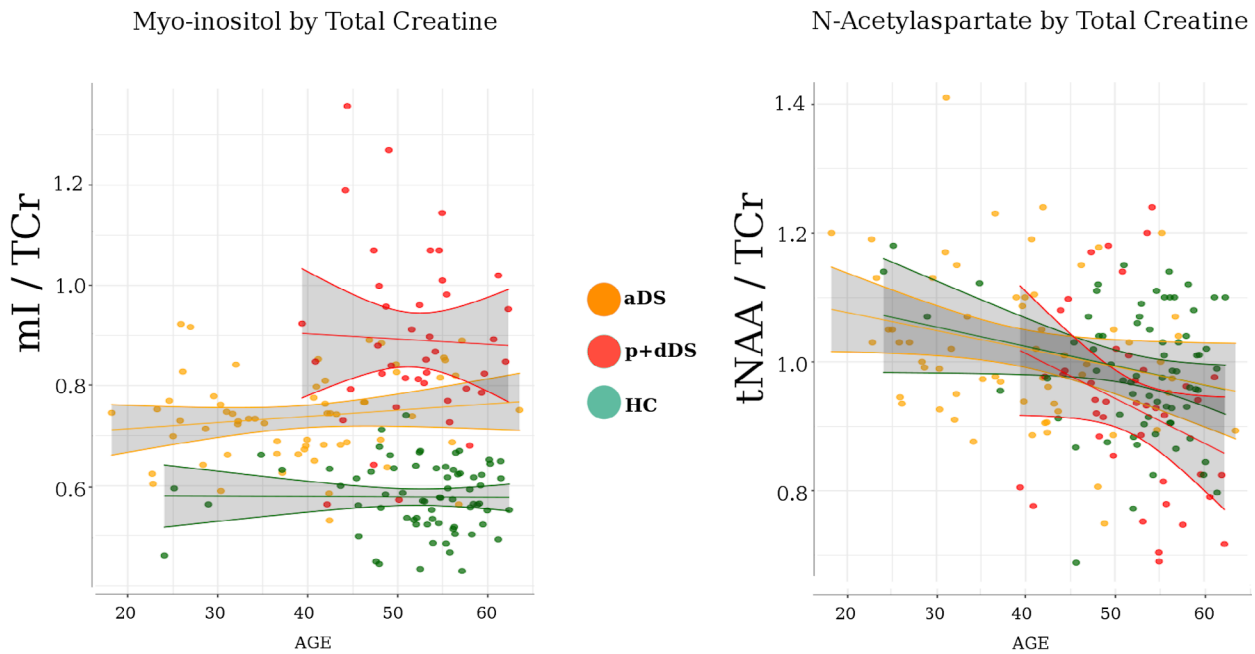 Myo-inositol by Total Creatine
N-Acetylaspartate by Total Creatine
mI / TCr
1.2
1.0
0.8
0.6
20 30 40 50 60
AGE
aDS
p+dDS
HC
tNAA / TCr
1.4
1.2
1.0
0.8
20 30 40 50 60
AGE